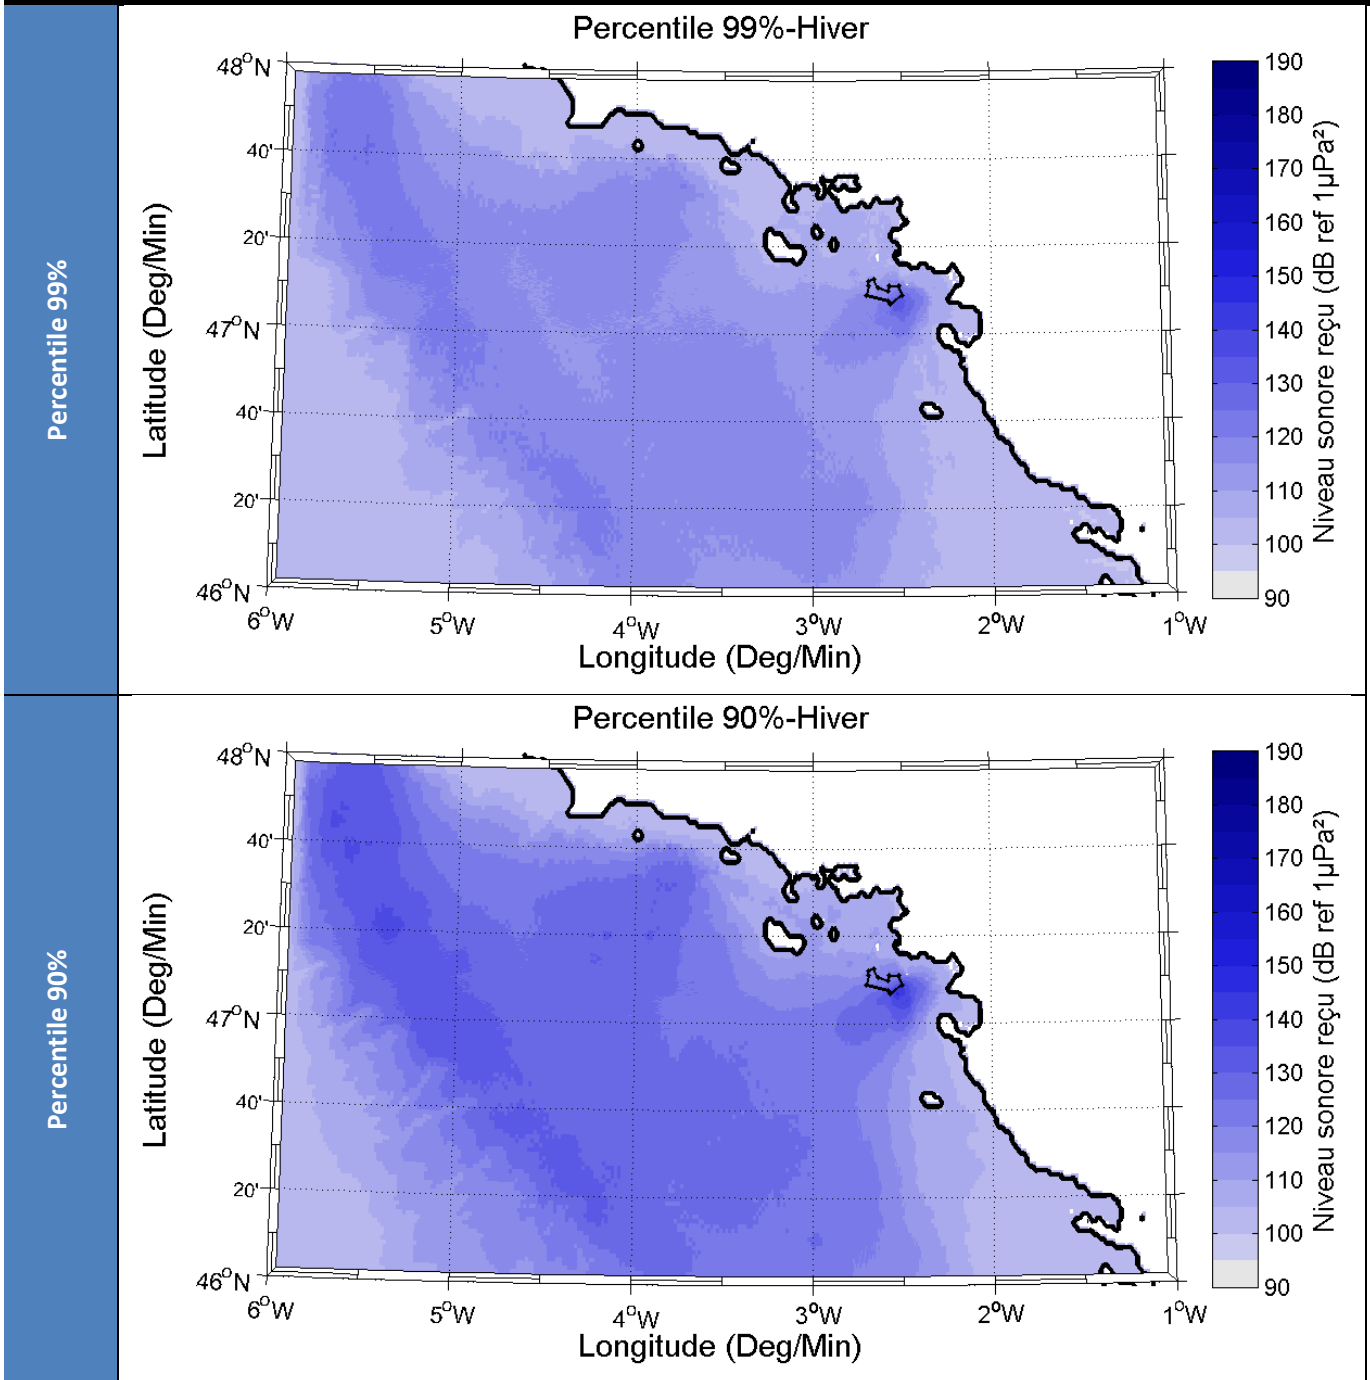 Percentile 99%
Percentile 99%-Hiver
48°N
40'
20'
47°N
40'
20'
46°N
Latitude (Deg/Min)
6°W 5°W 4°W 3°W 2°W 1°W
Longitude (Deg/Min)
190
180
170
160
150
140
130
120
110
100
90
Niveau sonore reçu (dB ref 1µPa²)
Percentile 90%
Percentile 90%-Hiver
48°N
40'
20'
47°N
40'
20'
46°N
Latitude (Deg/Min)
6°W 5°W 4°W 3°W 2°W 1°W
Longitude (Deg/Min)
190
180
170
160
150
140
130
120
110
100
90
Niveau sonore reçu (dB ref 1µPa²)